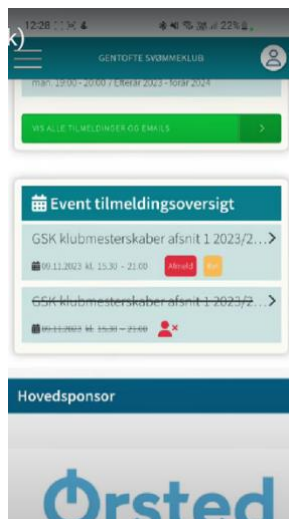 12:28
22%
k)
GENTOFTE SVØMMEKLUB
man. 19:00 - 20:00 / Efterår 2023 - forår 2024
VIS ALLE TILMELDINGER OG EMAILS
Event tilmeldingsoversigt
GSK klubmesterskaber afsnit 1 2023/2...
09.11.2023 kl. 15.30 - 21:00 Afmeld
GSK klubmesterskaber afsnit 1 2023/2...
09.11.2023 kl. 15.30 - 21:00
Hovedsponsor
Ørsted